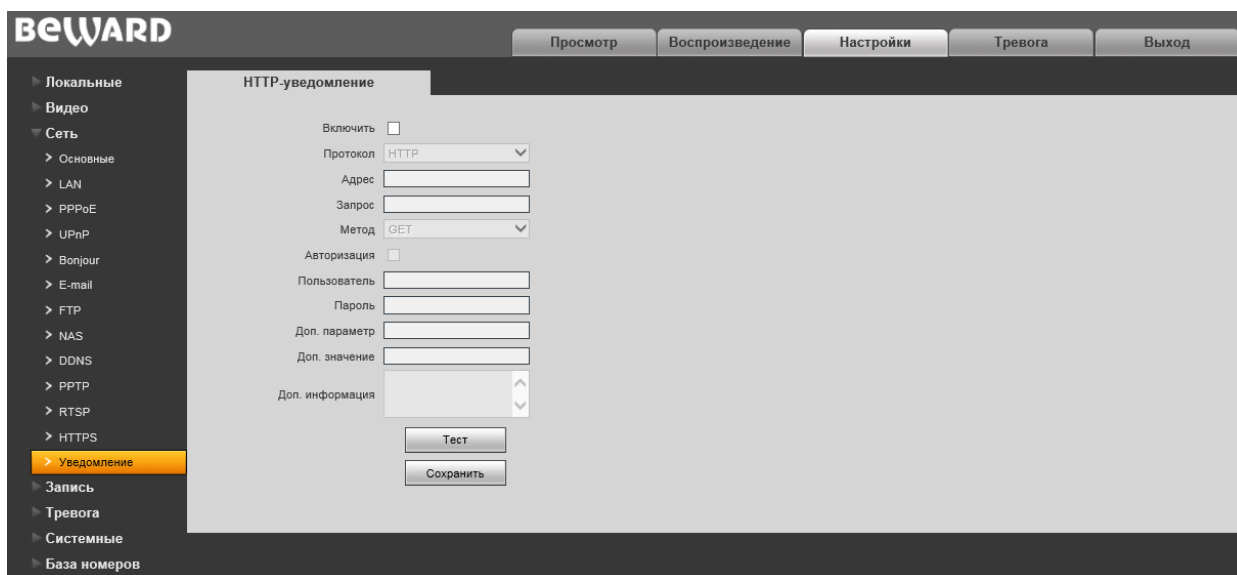 BEWARD
Просмотр Воспроизведение Настройки Тревога Выход
Локальные
Видео
Сеть
Основные
LAN
PPPoE
UPnP
Bonjour
E-mail
FTP
NAS
DDNS
PPTP
RTSP
HTTPS
Уведомление
Запись
Тревога
Системные
База номеров
HTTP-уведомление
Включить
Протокол HTTP
Адрес
Запрос
Метод GET
Авторизация
Пользователь
Пароль
Доп. параметр
Доп. значение
Доп. информация
Тест
Сохранить